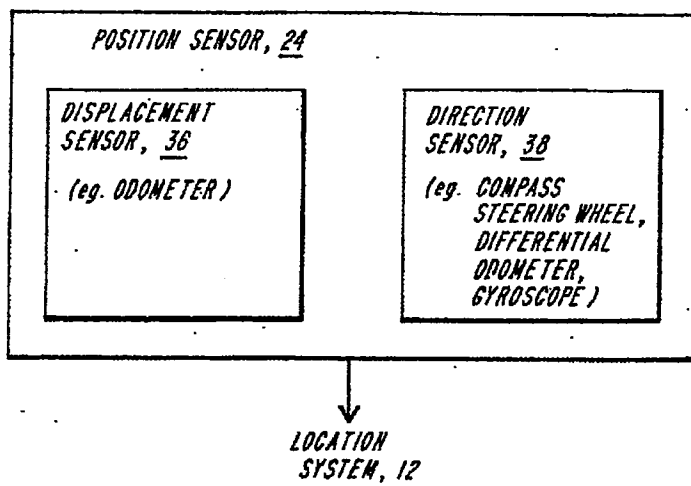 POSITION SENSOR, 24
DISPLACEMENT
SENSOR, 36
(eg. ODOMETER)
DIRECTION
SENSOR, 38
(eg. COMPASS
STEERING WHEEL,
DIFFERENTIAL
ODOMETER,
GYROSCOPE)
LOCATION
SYSTEM, 12